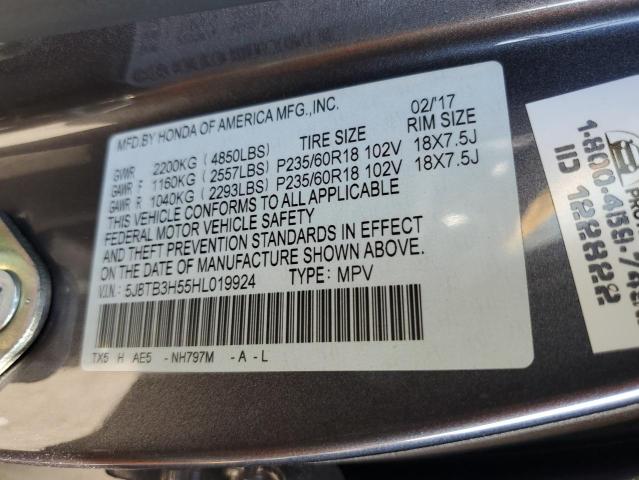 MFD.BY HONDA OF AMERICA MFG.,INC. 02/'17
TIRE SIZE RIM SIZE
GVWR 2200KG (4850LBS)
GAWR F 1160KG (2557LBS) P235/60R18 102V 18X7.5J
GAWR R 1040KG (2293LBS) P235/60R18 102V 18X7.5J
THIS VEHICLE CONFORMS TO ALL APPLICABLE
FEDERAL MOTOR VEHICLE SAFETY
AND THEFT PREVENTION STANDARDS IN EFFECT
ON THE DATE OF MANUFACTURE SHOWN ABOVE.
V.I.N.: 5J8TB3H55HL019924 TYPE: MPV
TX5 H AE5 - NH797M - A - L
1-800-